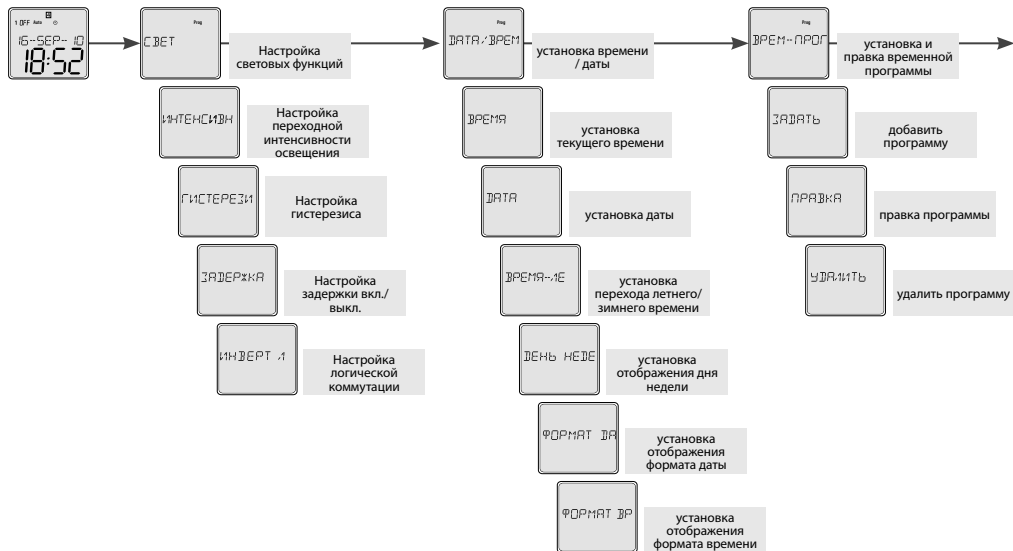 1 OFF Auto
16-SEP-10
18:52
Prog
СВЕТ
Настройка
световых функций
ИНТЕНСИВН
Настройка
переходной
интенсивности
освещения
ГИСТЕРЕЗИ
Настройка
гистерезиса
ЗАДЕРЖКА
Настройка
задержки вкл./
выкл.
ИНВЕРТ Л
Настройка
логической
коммутации
Prog
ДАТА/ВРЕМ
установка времени
/ даты
ВРЕМЯ
установка
текущего времени
ДАТА
установка даты
ВРЕМЯ-ЛЕ
установка
перехода летнего/
зимнего времени
ДЕНЬ НЕДЕ
установка
отображения дня
недели
ФОРМАТ ДА
установка
отображения
формата даты
ФОРМАТ ВР
установка
отображения
формата времени
Prog
ВРЕМ-ПРОГ
установка и
правка временной
программы
ЗАДАТЬ
добавить
программу
ПРАВКА
правка программы
УДАЛИТЬ
удалить программу